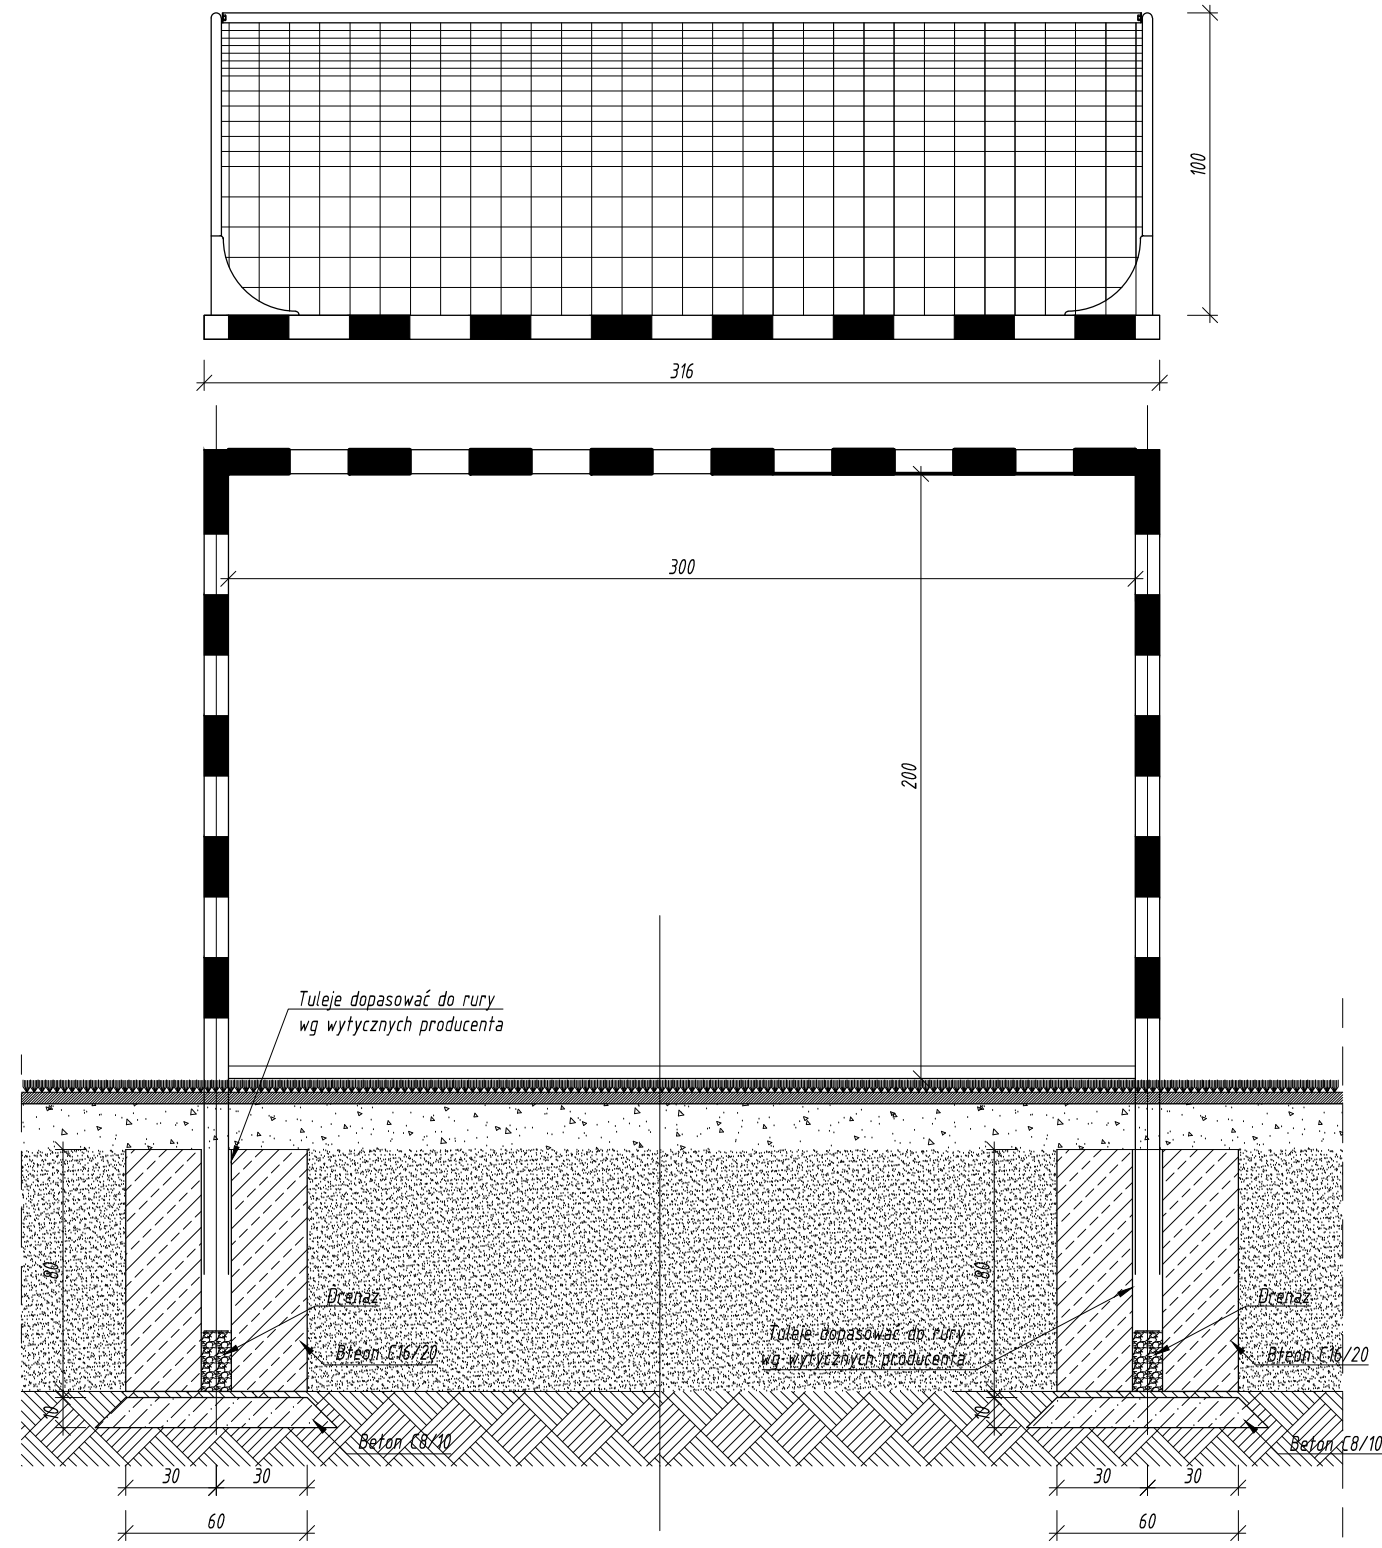 100
316
300
200
Tuleje dopasować do rury
wg wytycznych producenta
80
80
Drenaz
Drenaz
Tuleje dopasować do rury
wg wytycznych producenta
Bteon C16/20
Bteon C16/20
10
10
Beton C8/10
Beton C8/10
30
30
30
30
60
60